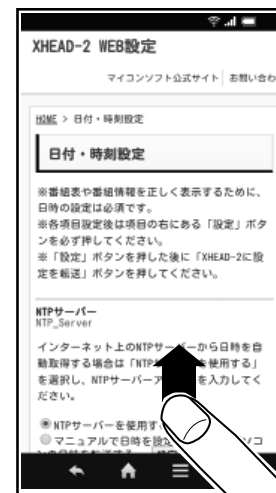 XHEAD-2 WEB設定
マイコンソフト公式サイト お問い合わ
HOME > 日付・時刻設定
日付・時刻設定
※番組表や番組情報を正しく表示するために、
日時の設定は必須です。
※各項目設定後は項目の右にある「設定」ボタ
ンを必ず押してください。
※「設定」ボタンを押した後に「XHEAD-2に設
定を転送」ボタンを押してください。
NTPサーバー
NTP_Server
インターネット上のNTPサーバーから日時を自
動取得する場合は「NTP を使用する」
を選択し、NTPサーバーア を入力してく
ださい。
NTPサーバーを使用す
マニュアルで日時を設 ソコ